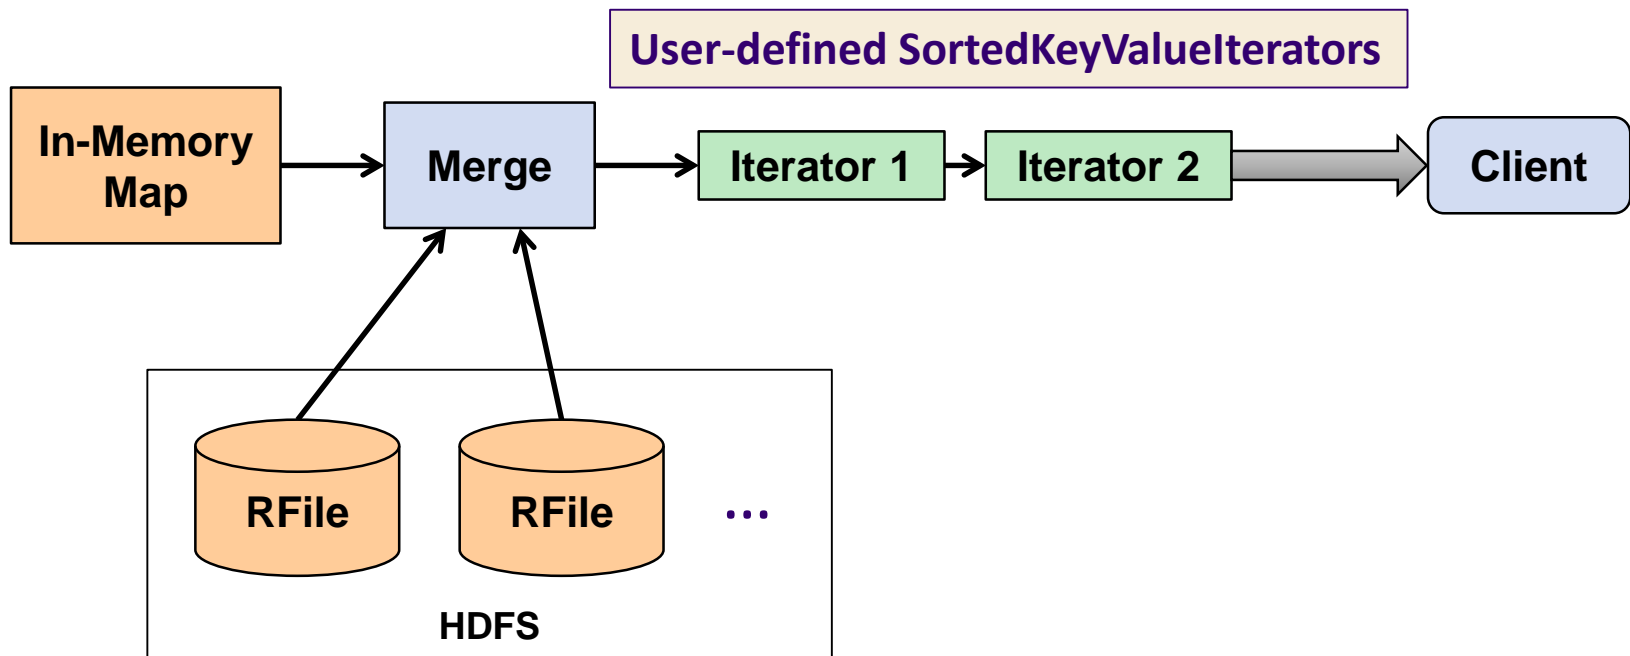 User-defined SortedKeyValueIterators
In-Memory
Map
Merge
Iterator 1
Iterator 2
Client
RFile
RFile
...
HDFS